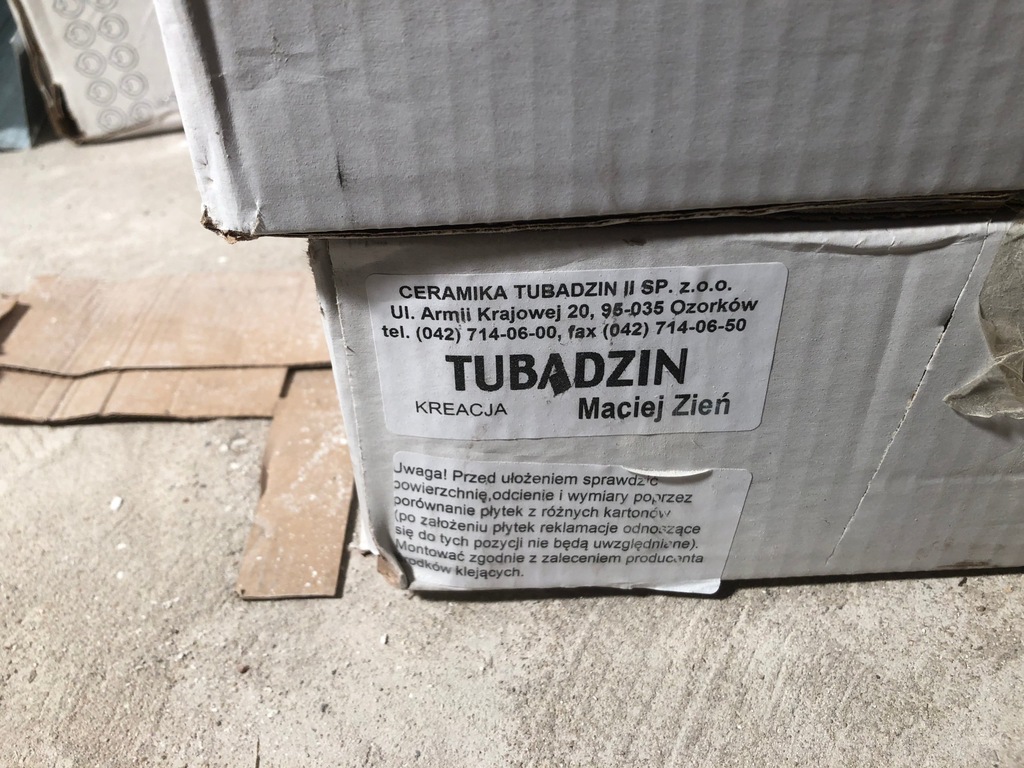 CERAMIKA TUBADZIN II SP. z.o.o.
Ul. Armii Krajowej 20, 95-035 Ozorków
tel. (042) 714-06-00, fax (042) 714-06-50
TUBADZIN
KREACJA Maciej Zień
Uwaga! Przed ułożeniem sprawdzić
powierzchnię,odcienie i wymiary poprzez
porównanie płytek z różnych kartonów
(po założeniu płytek reklamacje odnoszące
się do tych pozycji nie będą uwzględniane).
Montować zgodnie z zaleceniem producenta
środków klejących.